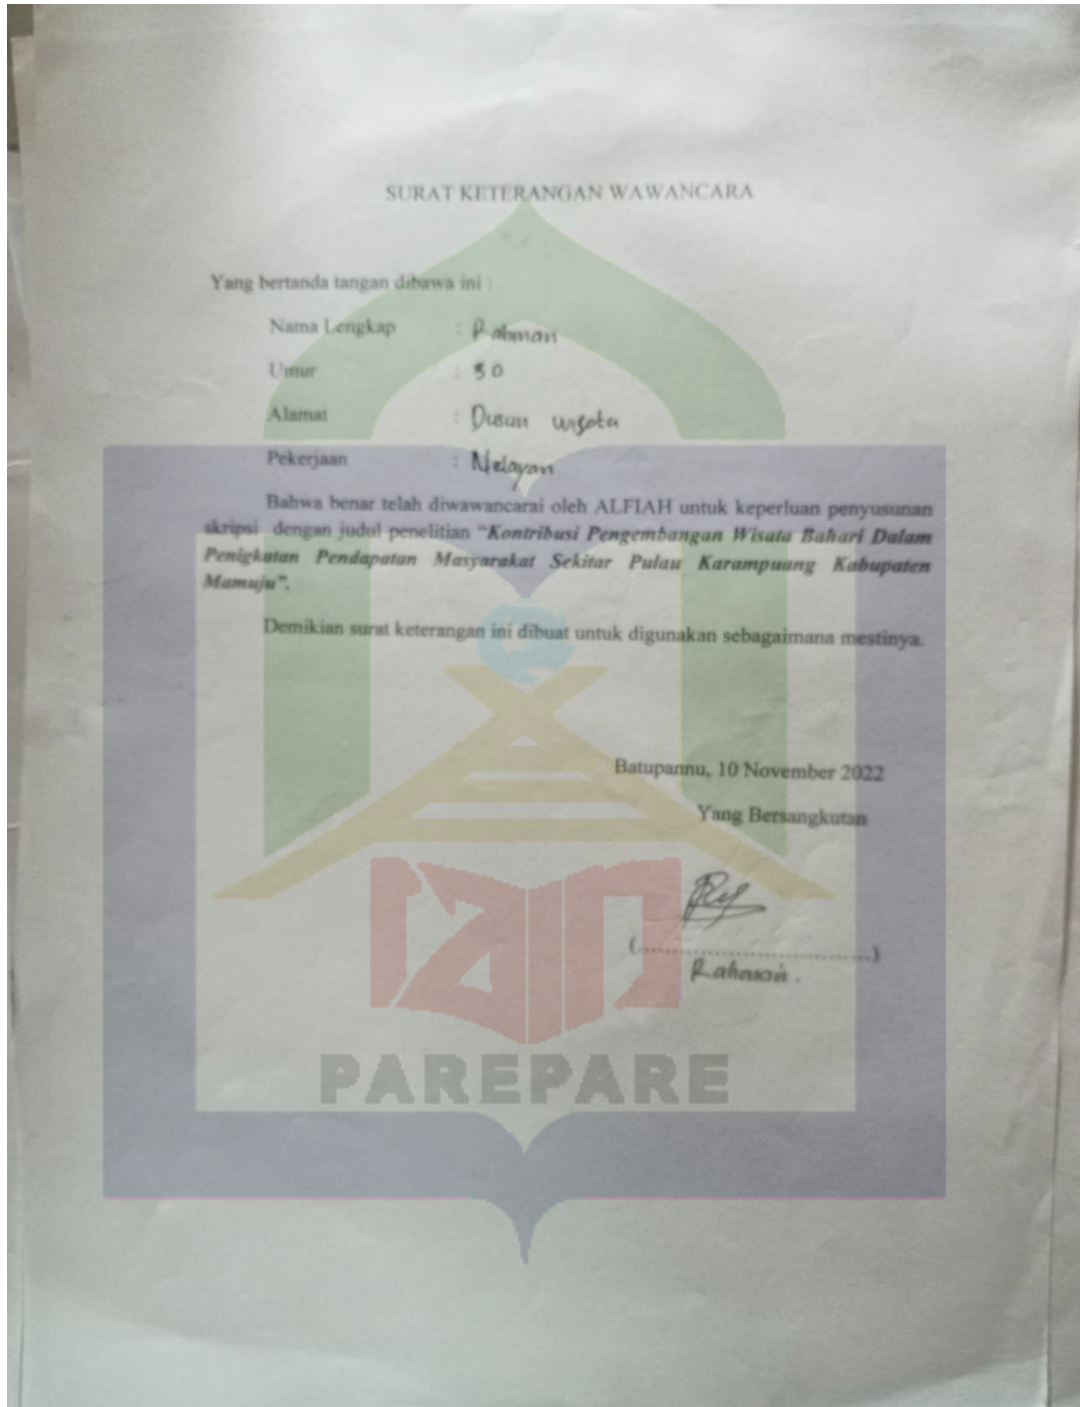 SURAT KETERANGAN WAWANCARA
Yang bertanda tangan dibawa ini :
Nama Lengkap : Rahman
Umur : 50
Alamat : Dusun wisata
Pekerjaan : Nelayan
Bahwa benar telah diwawancarai oleh ALFIAH untuk keperluan penyusunan
skripsi dengan judul penelitian "Kontribusi Pengembangan Wisata Bahari Dalam
Penigkatan Pendapatan Masyarakat Sekitar Pulau Karampuang Kabupaten
Mamuju".
Demikian surat keterangan ini dibuat untuk digunakan sebagaimana mestinya.
Batupannu, 10 November 2022
Yang Bersangkutan
(........................................)
Rahman.
PAREPARE